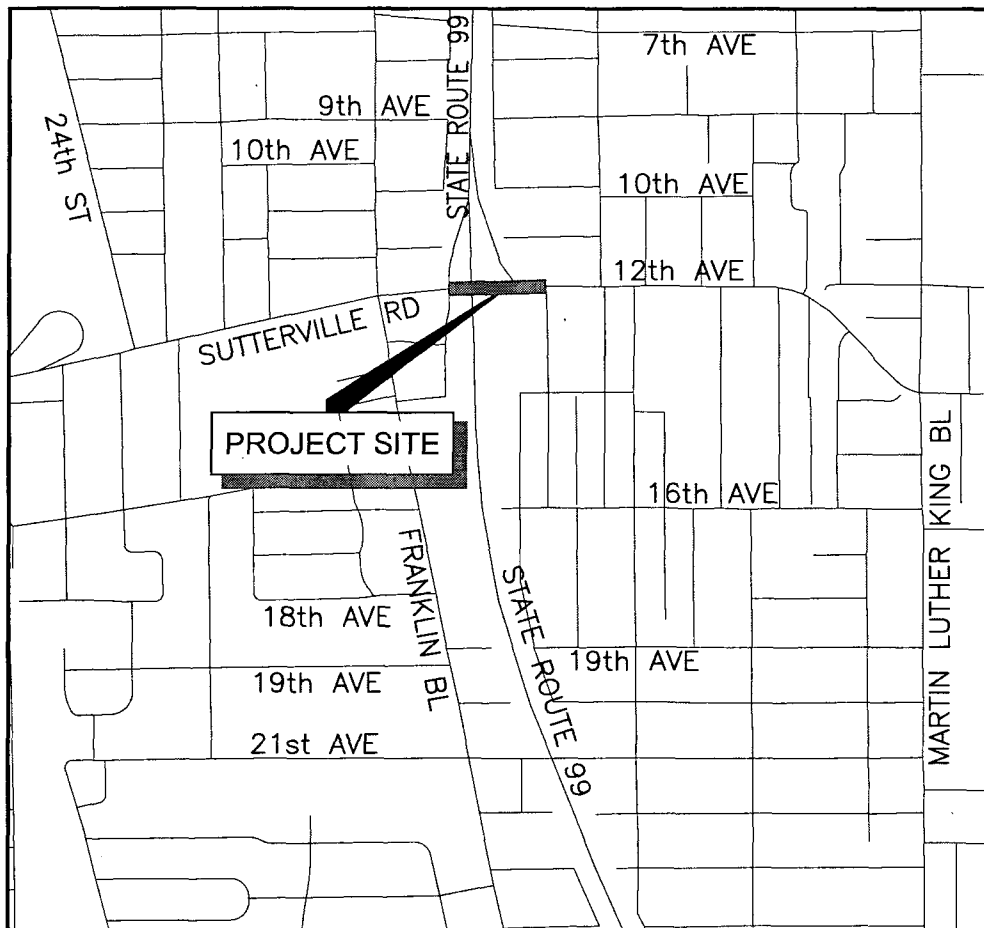 7th AVE
STATE ROUTE 99
9th AVE
24th ST
10th AVE
10th AVE
12th AVE
SUTTERVILLE RD
PROJECT SITE
16th AVE
MARTIN LUTHER KING BL
FRANKLIN BL
STATE ROUTE 99
18th AVE
19th AVE
19th AVE
21st AVE